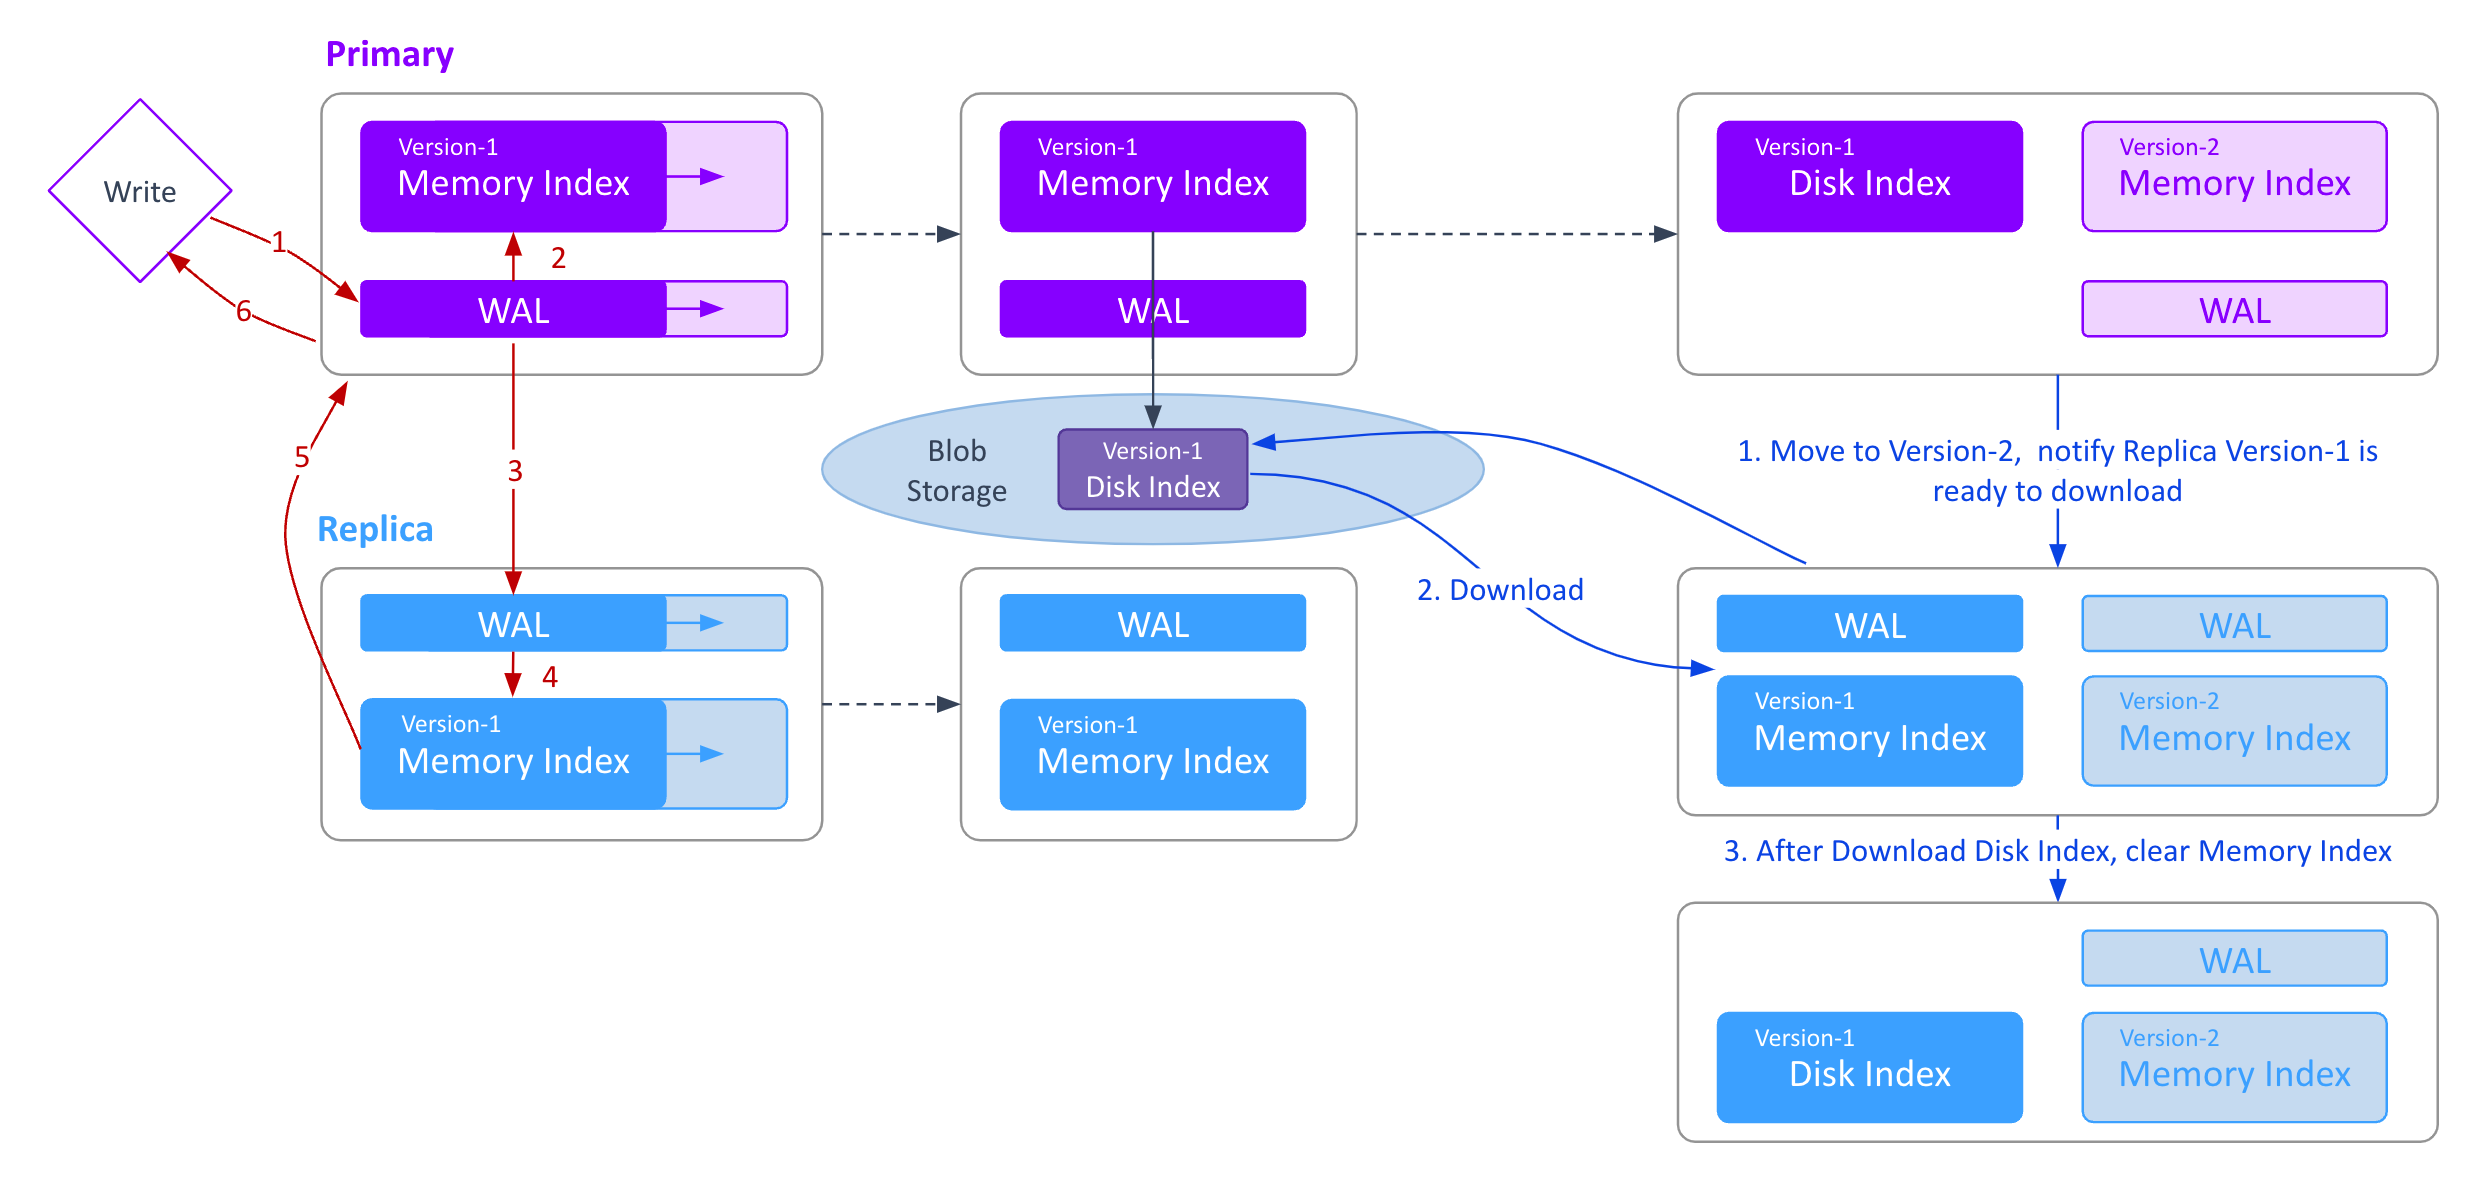 Primary
Write
Version-1
Memory Index
WAL
1
2
6
Version-1
Memory Index
WAL
Version-1
Disk Index
Version-2
Memory Index
WAL
3
5
Blob
Storage
Version-1
Disk Index
1. Move to Version-2,  notify Replica Version-1 is
ready to download
Replica
WAL
4
Version-1
Memory Index
WAL
Version-1
Memory Index
2. Download
WAL
WAL
Version-1
Memory Index
Version-2
Memory Index
3. After Download Disk Index, clear Memory Index
WAL
Version-1
Disk Index
Version-2
Memory Index